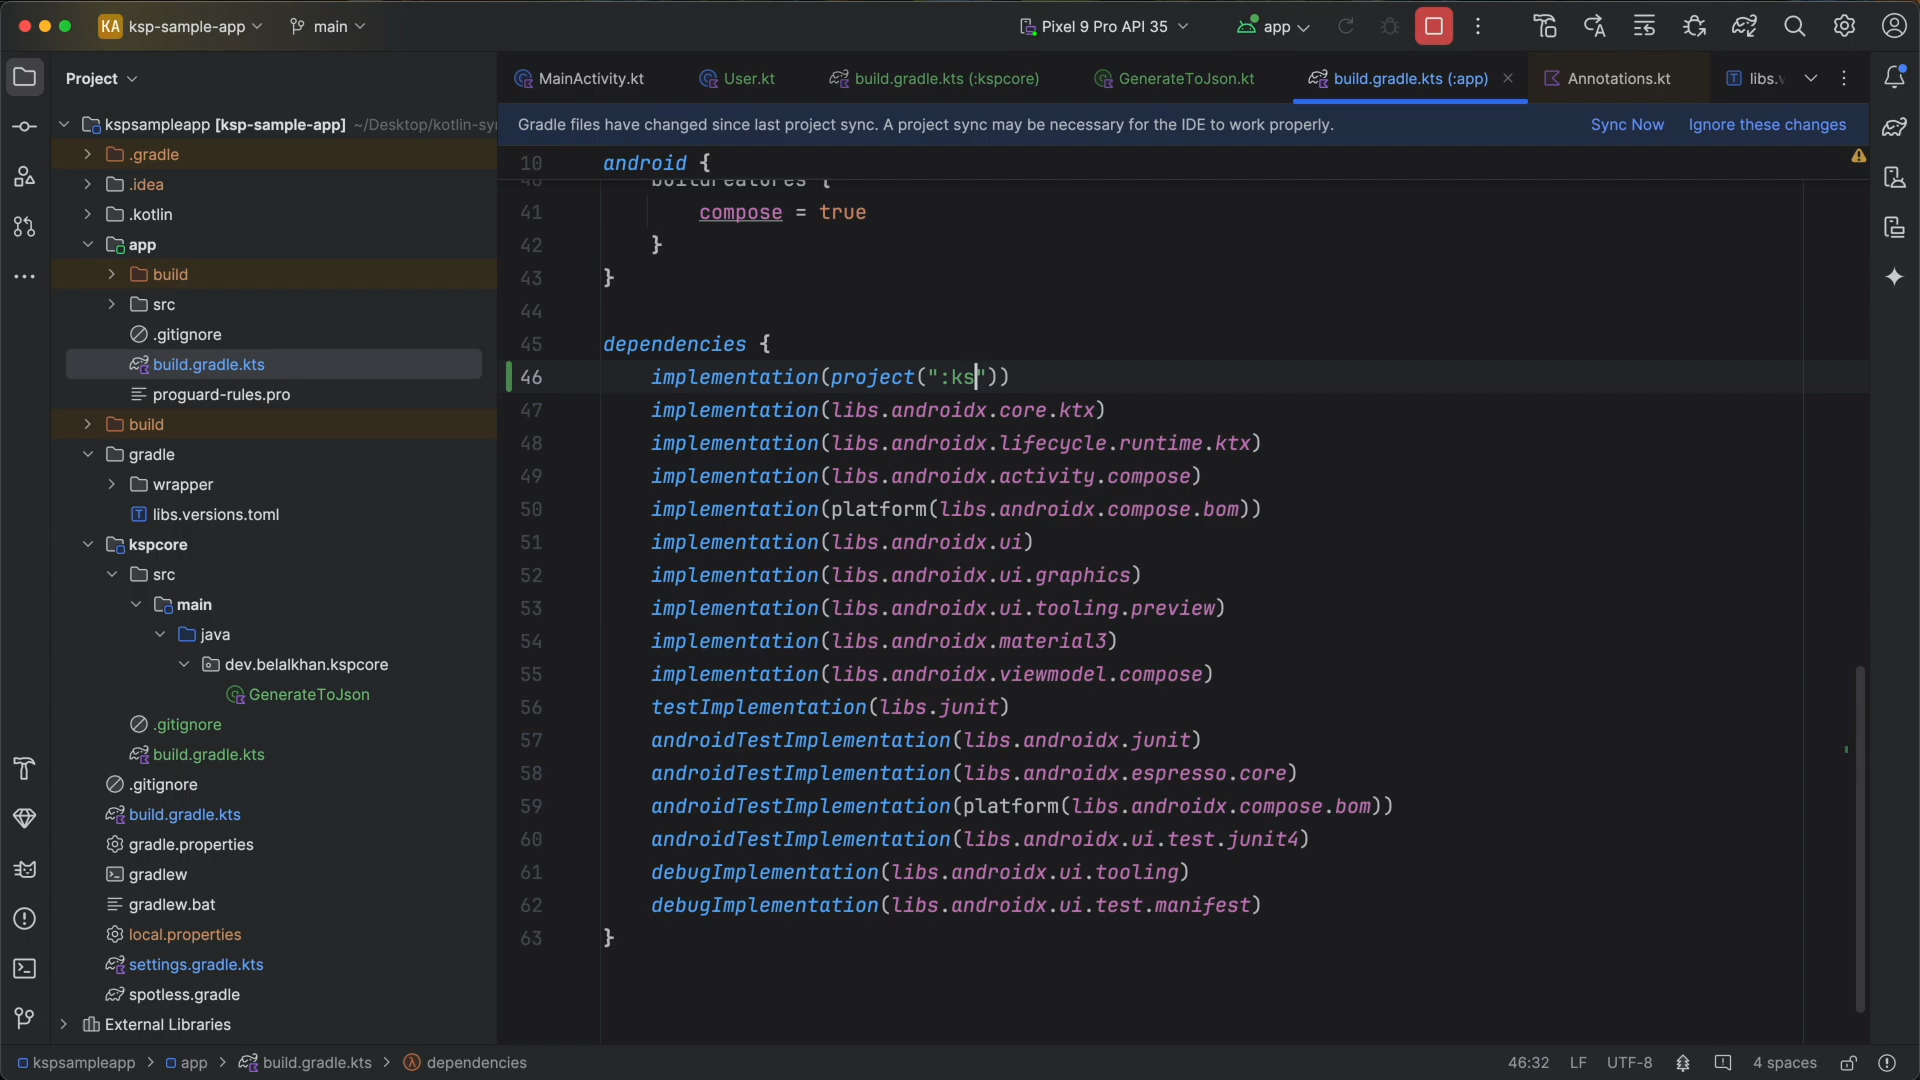 KA ksp-sample-app main Pixel 9 Pro API 35 app
Project
MainActivity.kt User.kt build.gradle.kts (:kspcore) GenerateToJson.kt build.gradle.kts (:app) Annotations.kt libs.v
Gradle files have changed since last project sync. A project sync may be necessary for the IDE to work properly. Sync Now Ignore these changes
kspsampleapp [ksp-sample-app] ~/Desktop/kotlin-syn
.gradle
.idea
.kotlin
app
build
src
.gitignore
build.gradle.kts
proguard-rules.pro
build
gradle
wrapper
libs.versions.toml
kspcore
src
main
java
dev.belalkhan.kspcore
GenerateToJson
.gitignore
build.gradle.kts
.gitignore
build.gradle.kts
gradle.properties
gradlew
gradlew.bat
local.properties
settings.gradle.kts
spotless.gradle
External Libraries
10 android {
40 buildFeatures {
41 compose = true
42 }
43 }
44
45 dependencies {
46 implementation(project(":ks"))
47 implementation(libs.androidx.core.ktx)
48 implementation(libs.androidx.lifecycle.runtime.ktx)
49 implementation(libs.androidx.activity.compose)
50 implementation(platform(libs.androidx.compose.bom))
51 implementation(libs.androidx.ui)
52 implementation(libs.androidx.ui.graphics)
53 implementation(libs.androidx.ui.tooling.preview)
54 implementation(libs.androidx.material3)
55 implementation(libs.androidx.viewmodel.compose)
56 testImplementation(libs.junit)
57 androidTestImplementation(libs.androidx.junit)
58 androidTestImplementation(libs.androidx.espresso.core)
59 androidTestImplementation(platform(libs.androidx.compose.bom))
60 androidTestImplementation(libs.androidx.ui.test.junit4)
61 debugImplementation(libs.androidx.ui.tooling)
62 debugImplementation(libs.androidx.ui.test.manifest)
63 }
kspsampleapp app build.gradle.kts dependencies 46:32 LF UTF-8 4 spaces